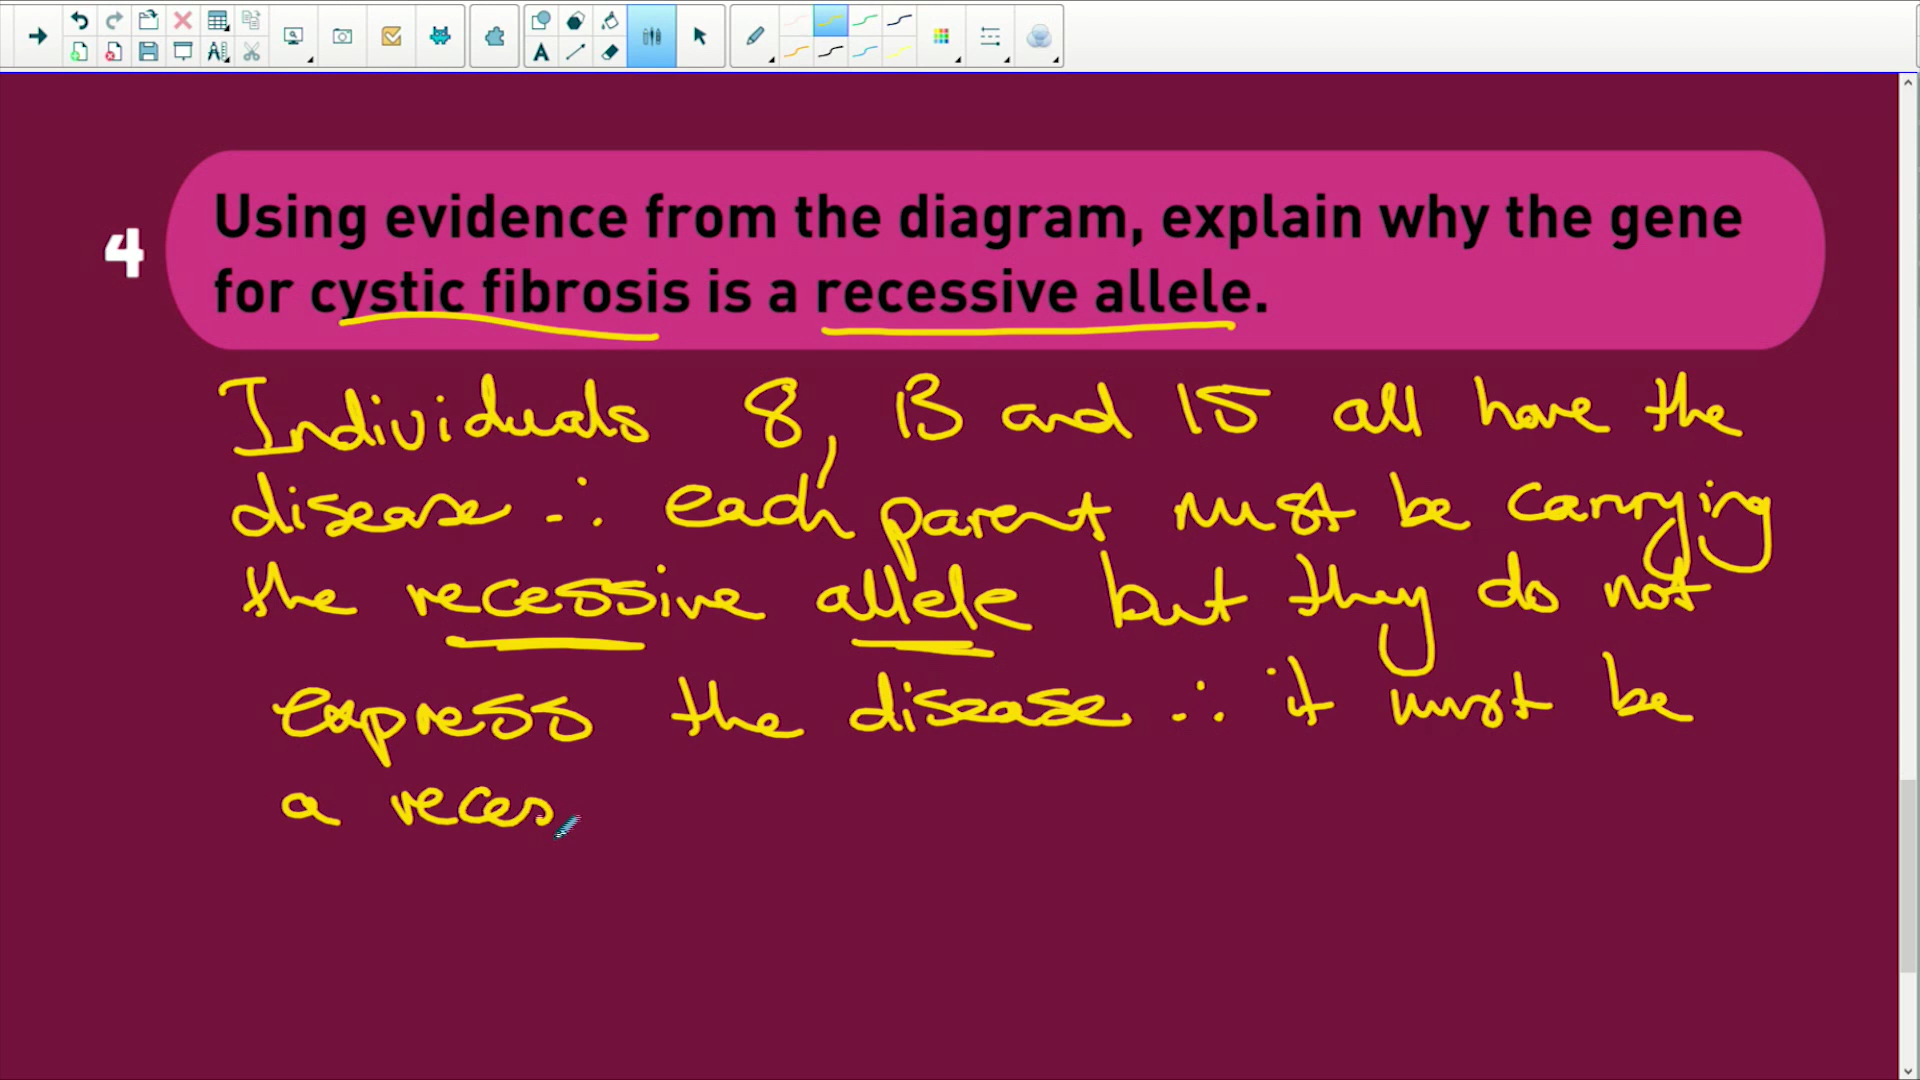 4
Using evidence from the diagram, explain why the gene
for cystic fibrosis is a recessive allele.
Individuals 8, 13 and 15 all have the
disease ∴ each parent must be carrying
the recessive allele but they do not
express the disease ∴ it must be
a reces